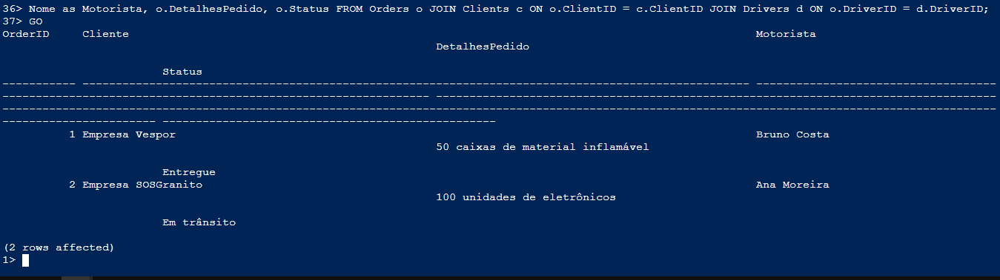 36> Nome as Motorista, o.DetalhesPedido, o.Status FROM Orders o JOIN Clients c ON o.ClientID = c.ClientID JOIN Drivers d ON o.DriverID = d.DriverID;
37> GO
OrderID     Cliente     Motorista
DetalhesPedido
Status
----------- ---------------------------------------------------------------------------------------------------- ------------------------------------
---------------------------------------------------------------- ------------------------------------------------------------------------------------
-----------------------------------------------------------------------------------------------------------------------------------------------------
----------------------- --------------------------------------------------
1 Empresa Vespor     Bruno Costa
50 caixas de material inflamável
Entregue
2 Empresa SOSGranito     Ana Moreira
100 unidades de eletrônicos
Em trânsito
(2 rows affected)
1>